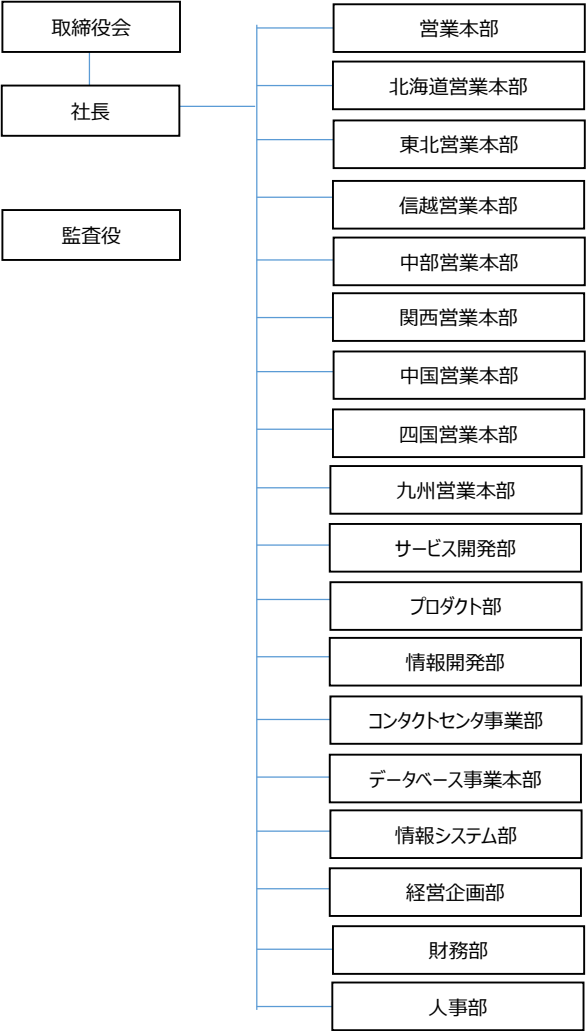 取締役会
社長
監査役
営業本部
北海道営業本部
東北営業本部
信越営業本部
中部営業本部
関西営業本部
中国営業本部
四国営業本部
九州営業本部
サービス開発部
プロダクト部
情報開発部
コンタクトセンタ事業部
データベース事業本部
情報システム部
経営企画部
財務部
人事部